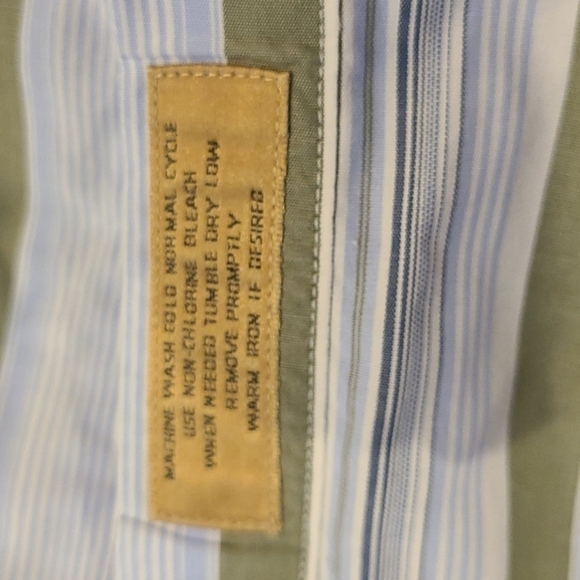 MACHINE WASH COLD NORMAL CYCLE
USE NON-CHLORINE BLEACH
WHEN NEEDED TUMBLE DRY LOW
REMOVE PROMPTLY
WARM IRON IF DESIRED